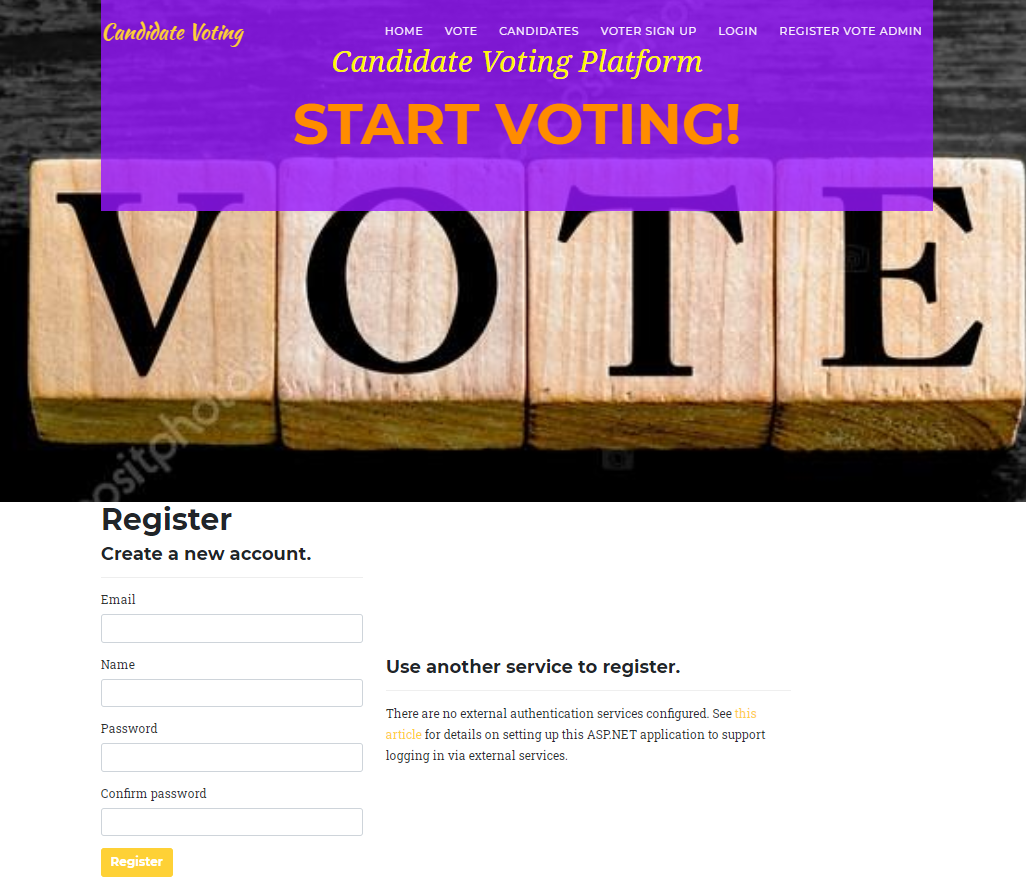 Candidate Voting
HOME VOTE CANDIDATES VOTER SIGN UP LOGIN REGISTER VOTE ADMIN
Candidate Voting Platform
START VOTING!
VOTE
Register
Create a new account.
Email
Name
Password
Confirm password
Register
Use another service to register.
There are no external authentication services configured. See this
article for details on setting up this ASP.NET application to support
logging in via external services.